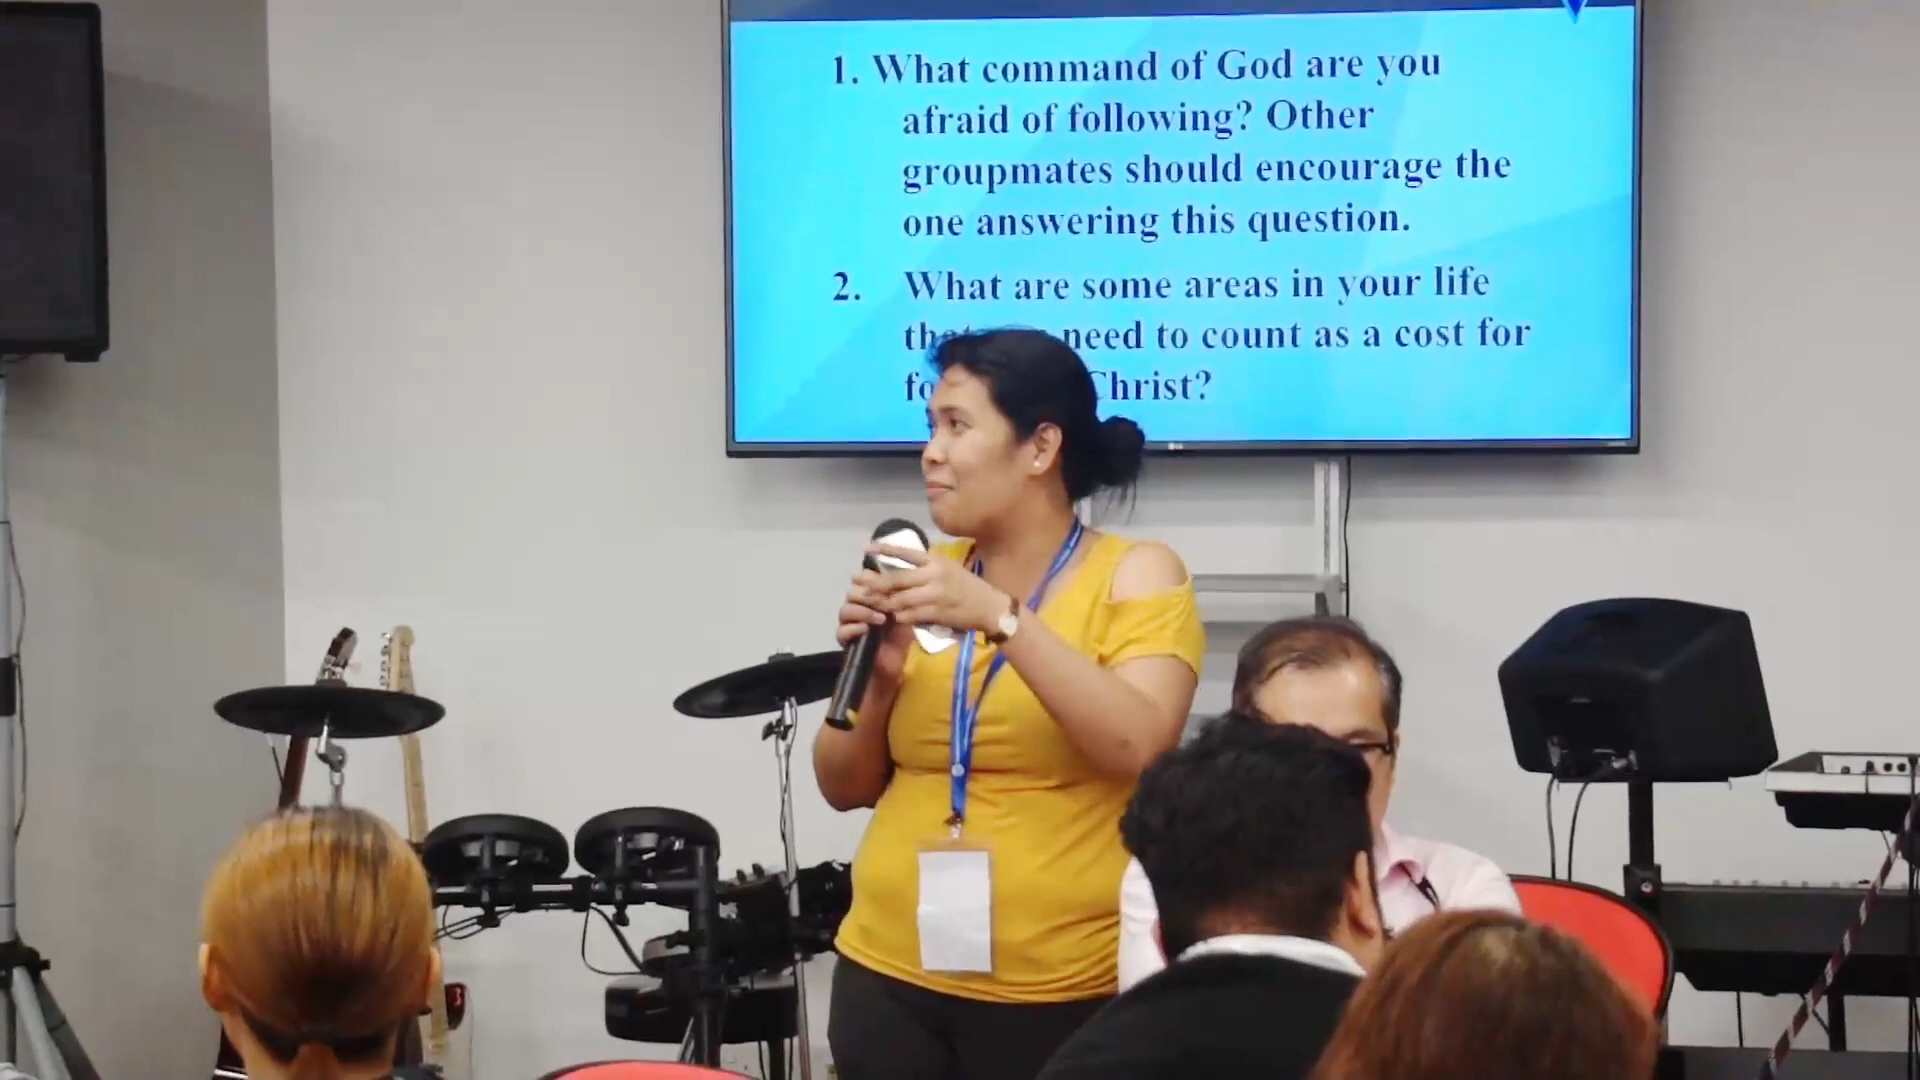 1. What command of God are you
afraid of following? Other
groupmates should encourage the
one answering this question.
2. What are some areas in your life
need to count as a cost for
Christ?
LG